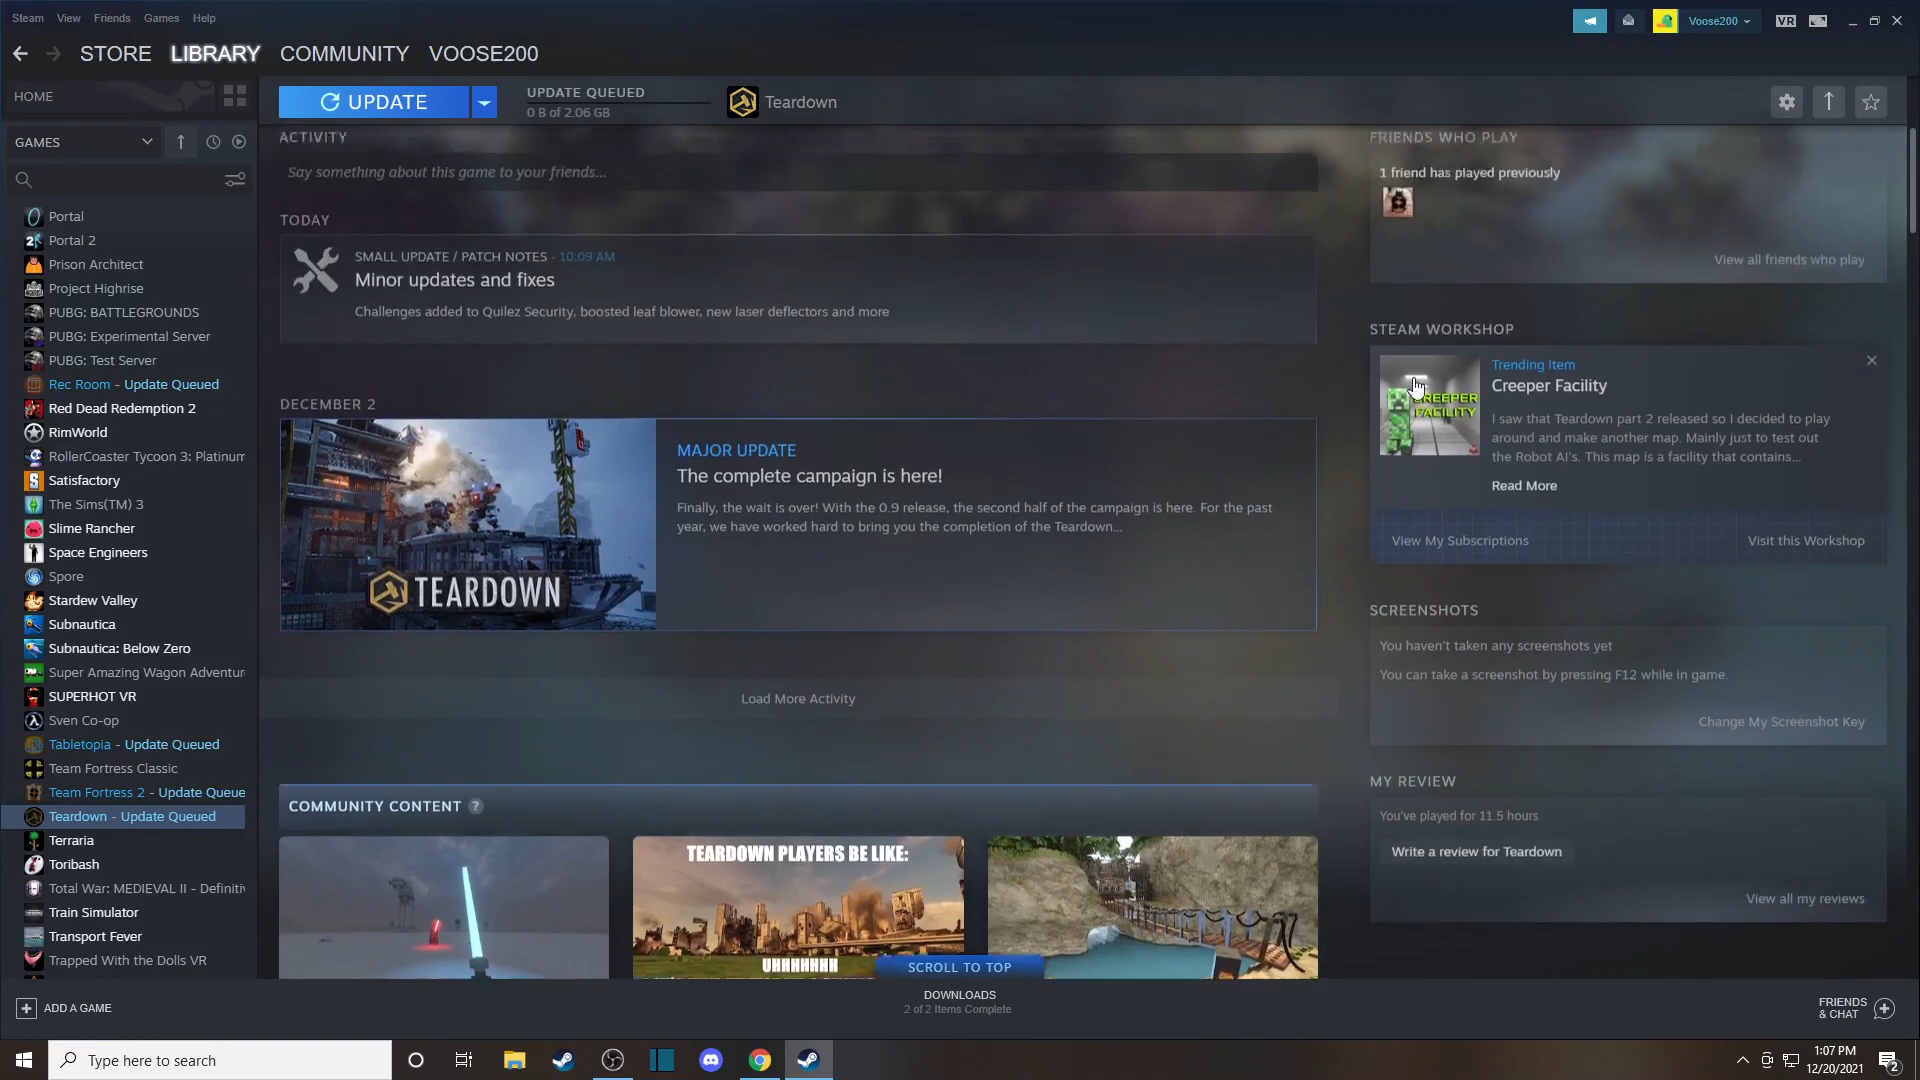 Steam View Friends Games Help
Voose200
VR
STORE LIBRARY COMMUNITY VOOSE200
HOME
UPDATE
UPDATE QUEUED
0 B of 2.06 GB
Teardown
GAMES
Portal
Portal 2
Prison Architect
Project Highrise
PUBG: BATTLEGROUNDS
PUBG: Experimental Server
PUBG: Test Server
Rec Room - Update Queued
Red Dead Redemption 2
RimWorld
RollerCoaster Tycoon 3: Platinum
Satisfactory
The Sims(TM) 3
Slime Rancher
Space Engineers
Spore
Stardew Valley
Subnautica
Subnautica: Below Zero
Super Amazing Wagon Adventur
SUPERHOT VR
Sven Co-op
Tabletopia - Update Queued
Team Fortress Classic
Team Fortress 2 - Update Queue
Teardown - Update Queued
Terraria
Toribash
Total War: MEDIEVAL II - Definitiv
Train Simulator
Transport Fever
Trapped With the Dolls VR
ACTIVITY
Say something about this game to your friends...
TODAY
SMALL UPDATE / PATCH NOTES - 10:09 AM
Minor updates and fixes
Challenges added to Quilez Security, boosted leaf blower, new laser deflectors and more
DECEMBER 2
TEARDOWN
MAJOR UPDATE
The complete campaign is here!
Finally, the wait is over! With the 0.9 release, the second half of the campaign is here. For the past
year, we have worked hard to bring you the completion of the Teardown...
Load More Activity
COMMUNITY CONTENT ?
TEARDOWN PLAYERS BE LIKE:
UHHHHHHH
SCROLL TO TOP
FRIENDS WHO PLAY
1 friend has played previously
View all friends who play
STEAM WORKSHOP
CREEPER
FACILITY
Trending Item
Creeper Facility
I saw that Teardown part 2 released so I decided to play
around and make another map. Mainly just to test out
the Robot AI's. This map is a facility that contains...
Read More
View My Subscriptions
Visit this Workshop
SCREENSHOTS
You haven't taken any screenshots yet
You can take a screenshot by pressing F12 while in game.
Change My Screenshot Key
MY REVIEW
You've played for 11.5 hours
Write a review for Teardown
View all my reviews
ADD A GAME
DOWNLOADS
2 of 2 Items Complete
FRIENDS
& CHAT
Type here to search
1:07 PM
12/20/2021
2